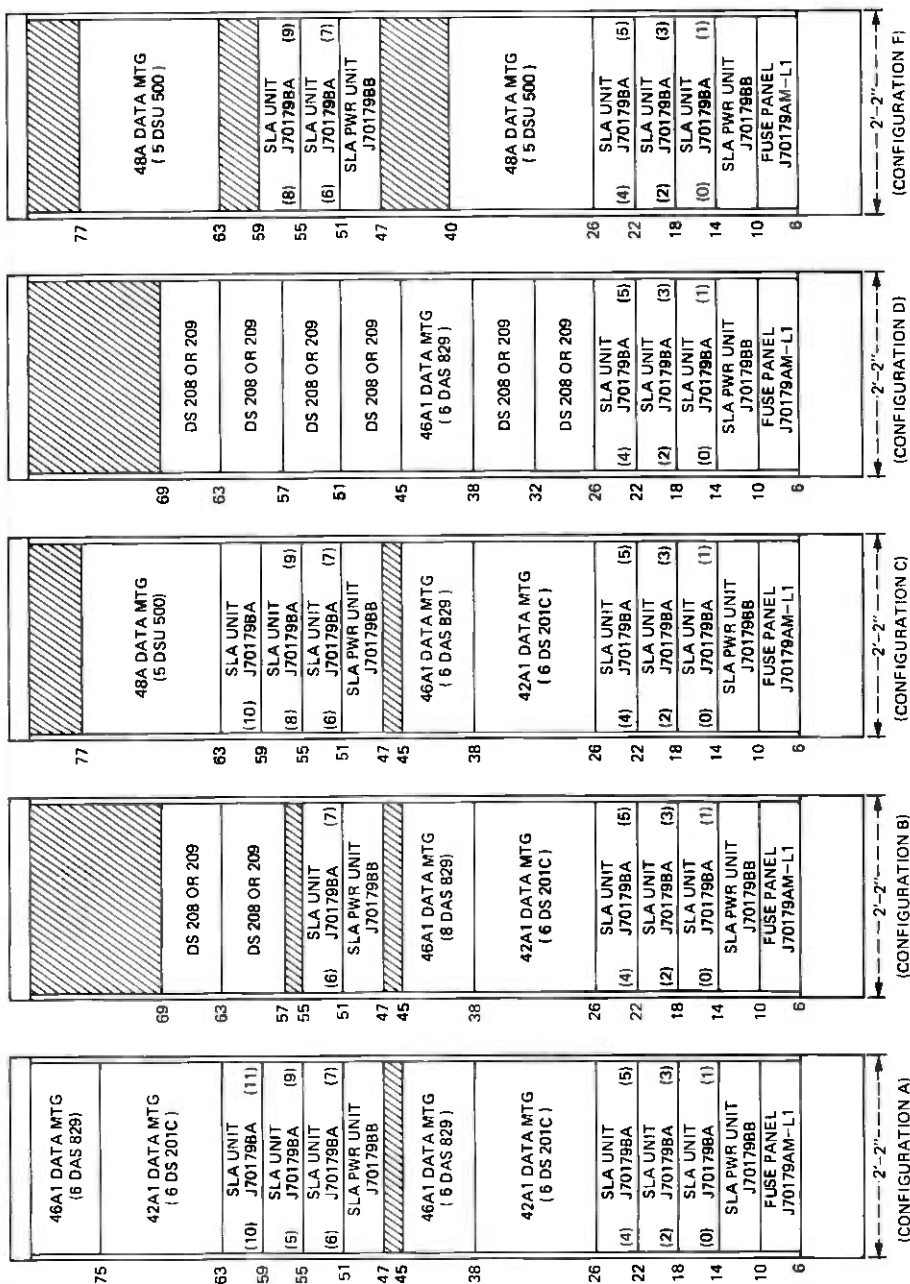 46A1 DATA MTG
(6 DAS 829)
75
42A1 DATA MTG
(6 DS 201C)
63
SLA UNIT
(10) J70179BA (11)
59
SLA UNIT
(5) J70179BA (9)
55
SLA UNIT
(6) J70179BA (7)
51
SLA PWR UNIT
J70179BB
47
45
46A1 DATA MTG
(6 DAS 829)
38
42A1 DATA MTG
(6 DS 201C)
26
SLA UNIT
(4) J70179BA (5)
22
SLA UNIT
(2) J70179BA (3)
18
SLA UNIT
(0) J70179BA (1)
14
SLA PWR UNIT
J70179BB
10
FUSE PANEL
J70179AM-L1
6
2'-2"
(CONFIGURATION A)
69
DS 208 OR 209
63
DS 208 OR 209
57
55
SLA UNIT
(6) J70179BA (7)
51
SLA PWR UNIT
J70179BB
47
45
46A1 DATA MTG
(8 DAS 829)
38
42A1 DATA MTG
(6 DS 201C)
26
SLA UNIT
(4) J70179BA (5)
22
SLA UNIT
(2) J70179BA (3)
18
SLA UNIT
(0) J70179BA (1)
14
SLA PWR UNIT
J70179BB
10
FUSE PANEL
J70179AM-L1
6
2'-2"
(CONFIGURATION B)
77
48A DATA MTG
(5 DSU 500)
63
SLA UNIT
(10) J70179BA
59
SLA UNIT
(8) J70179BA (9)
55
SLA UNIT
(6) J70179BA (7)
51
SLA PWR UNIT
J70179BB
47
45
46A1 DATA MTG
(6 DAS 829)
38
42A1 DATA MTG
(6 DS 201C)
26
SLA UNIT
(4) J70179BA (5)
22
SLA UNIT
(2) J70179BA (3)
18
SLA UNIT
(0) J70179BA (1)
14
SLA PWR UNIT
J70179BB
10
FUSE PANEL
J70179AM-L1
6
2'-2"
(CONFIGURATION C)
69
DS 208 OR 209
63
DS 208 OR 209
57
DS 208 OR 209
51
DS 208 OR 209
45
46A1 DATA MTG
(6 DAS 829)
38
DS 208 OR 209
32
DS 208 OR 209
26
SLA UNIT
(4) J70179BA (5)
22
SLA UNIT
(2) J70179BA (3)
18
SLA UNIT
(0) J70179BA (1)
14
SLA PWR UNIT
J70179BB
10
FUSE PANEL
J70179AM-L1
6
2'-2"
(CONFIGURATION D)
77
48A DATA MTG
(5 DSU 500)
63
59
SLA UNIT
(8) J70179BA (9)
55
SLA UNIT
(6) J70179BA (7)
51
SLA PWR UNIT
J70179BB
47
40
48A DATA MTG
(5 DSU 500)
26
SLA UNIT
(4) J70179BA (5)
22
SLA UNIT
(2) J70179BA (3)
18
SLA UNIT
(0) J70179BA (1)
14
SLA PWR UNIT
J70179BB
10
FUSE PANEL
J70179AM-L1
6
2'-2"
(CONFIGURATION F)